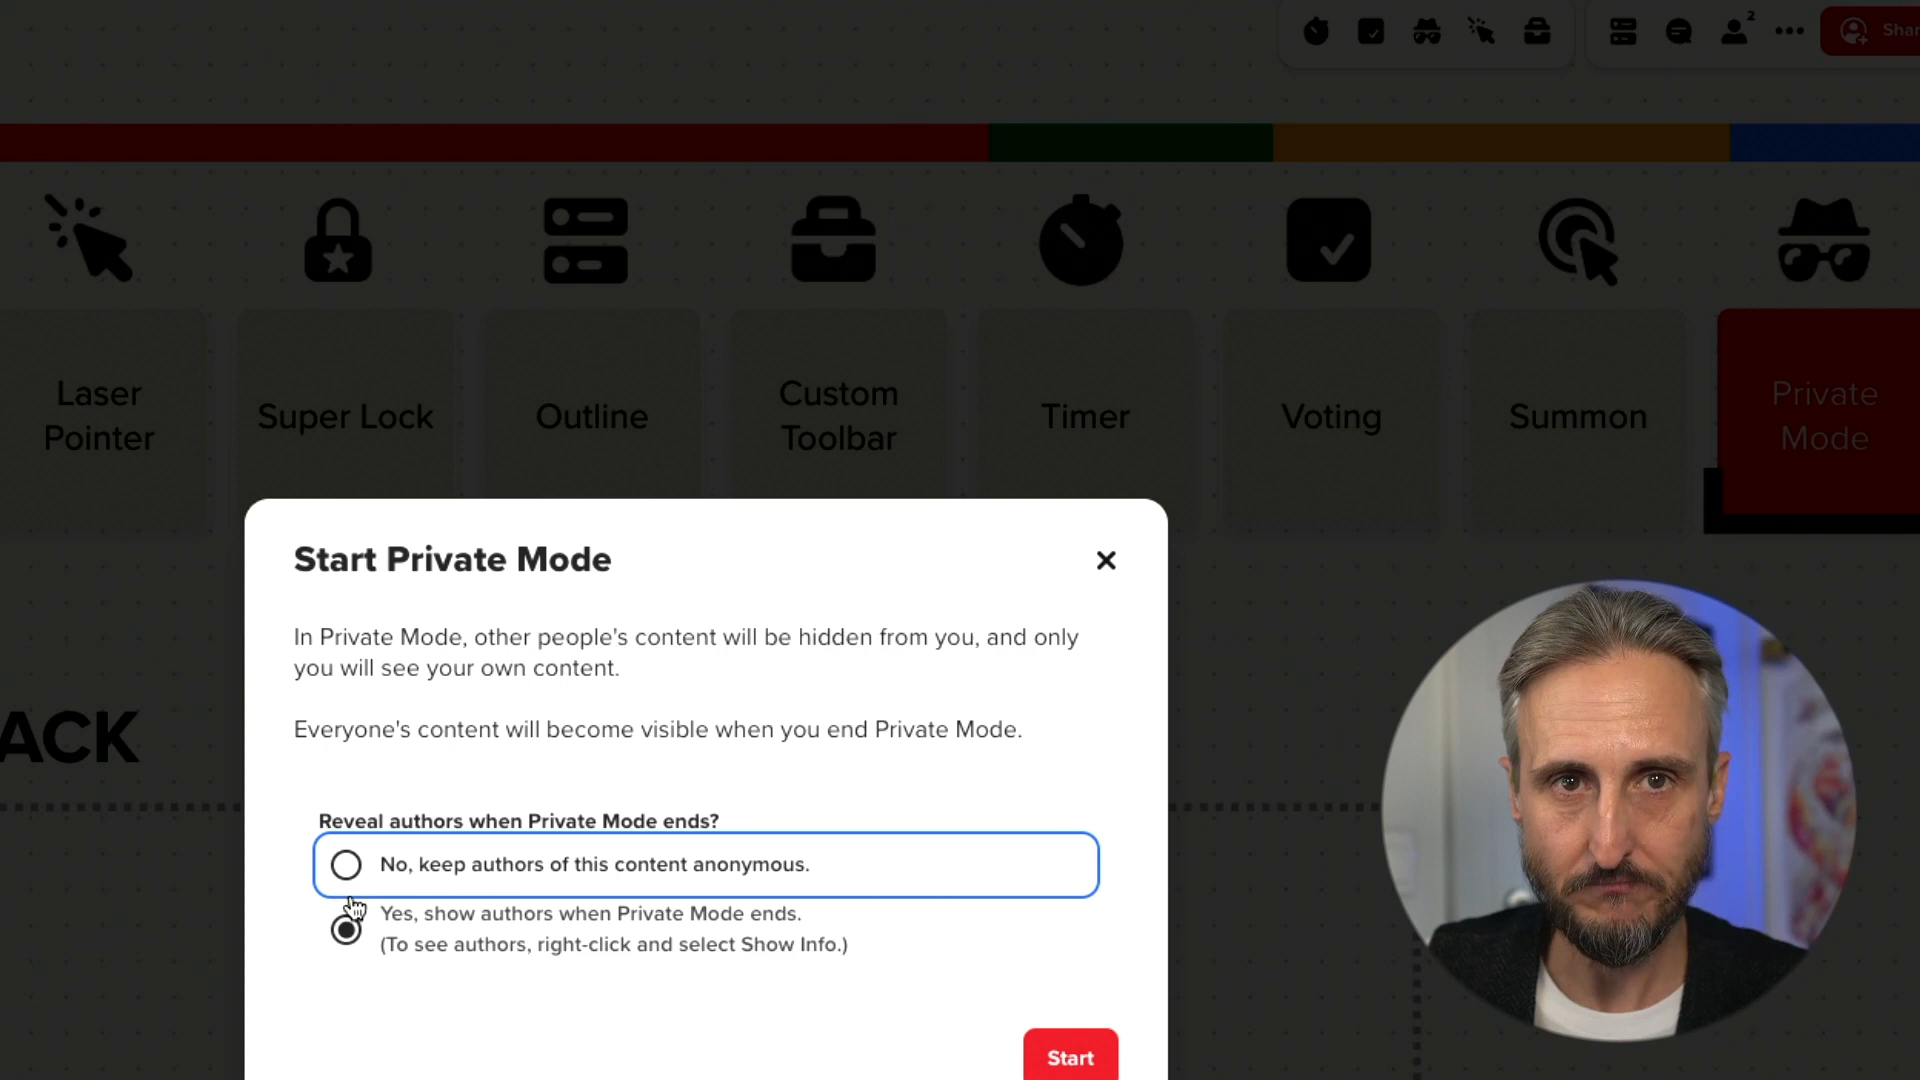 2
Shar
Laser
Pointer
Super Lock
Outline
Custom
Toolbar
Timer
Voting
Summon
Private
Mode
Start Private Mode
In Private Mode, other people's content will be hidden from you, and only
you will see your own content.
Everyone's content will become visible when you end Private Mode.
ACK
Reveal authors when Private Mode ends?
No, keep authors of this content anonymous.
Yes, show authors when Private Mode ends.
(To see authors, right-click and select Show Info.)
Start